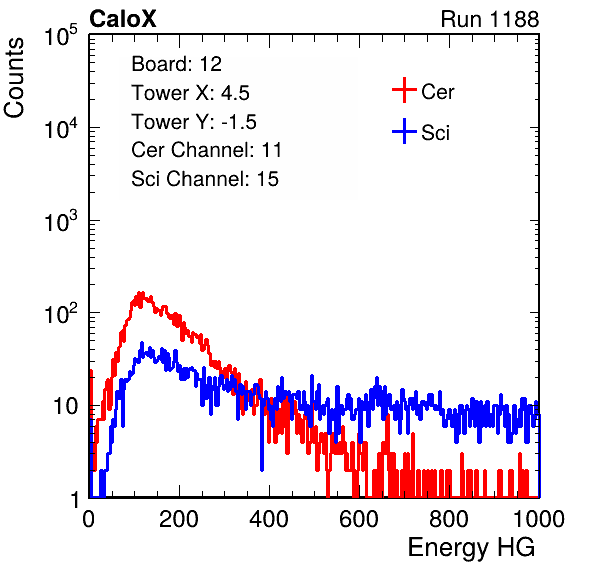 CaloX Run 1188
Counts
Board: 12
Tower X: 4.5
Tower Y: -1.5
Cer Channel: 11
Sci Channel: 15
Cer
Sci
10^5
10^4
10^3
10^2
10
1
0 200 400 600 800 1000
Energy HG